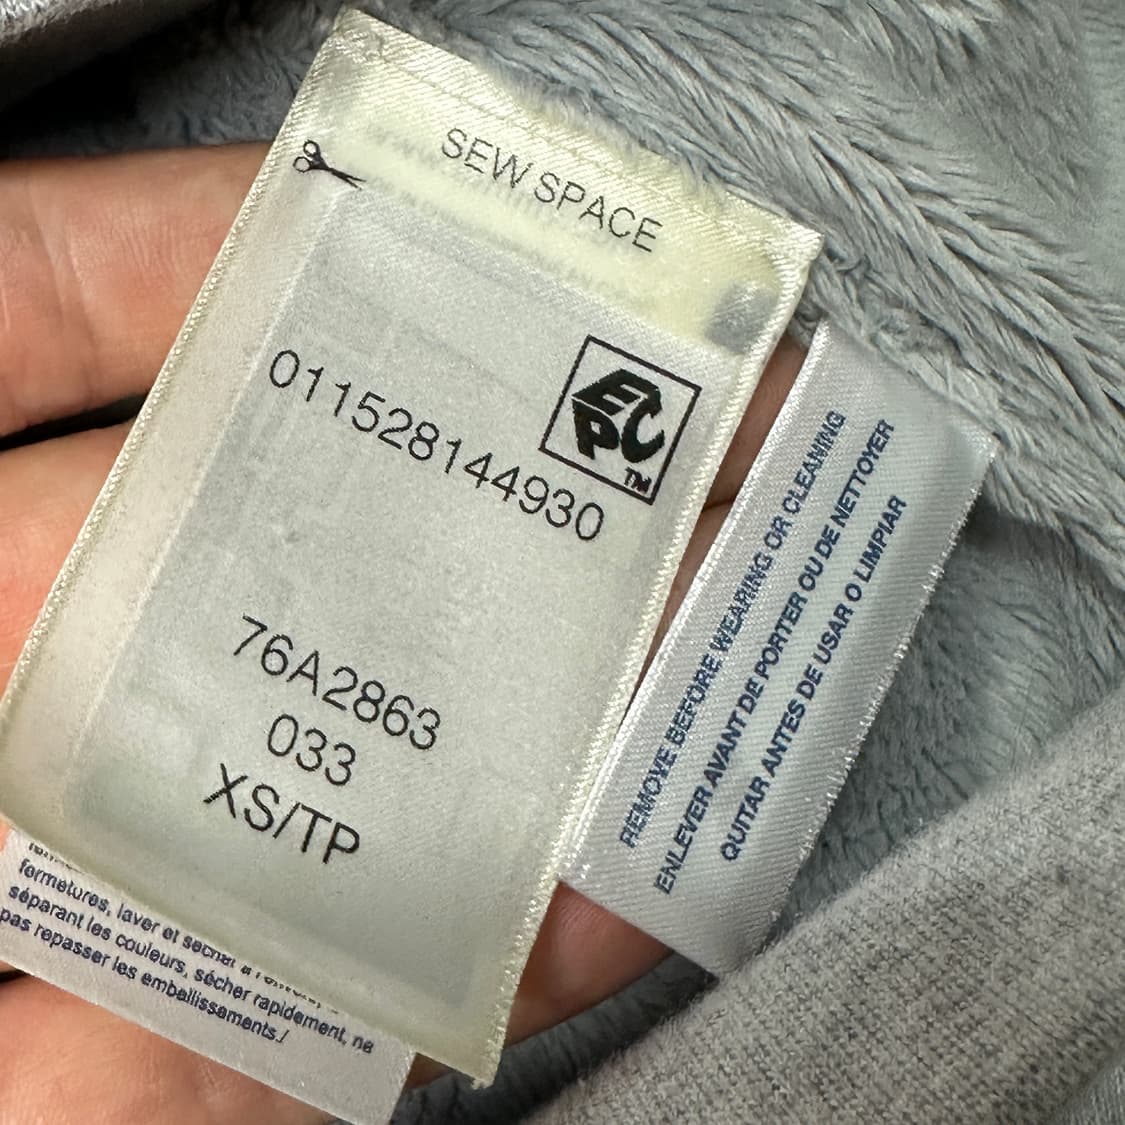 SEW SPACE
EPC
TM
011528144930
76A2863
033
XS/TP
REMOVE BEFORE WEARING OR CLEANING
ENLEVER AVANT DE PORTER OU DE NETTOYER
QUITAR ANTES DE USAR O LIMPIAR
fermetures, laver et sécher à
séparant les couleurs, sécher rapidement, ne
pas repasser les embellissements./